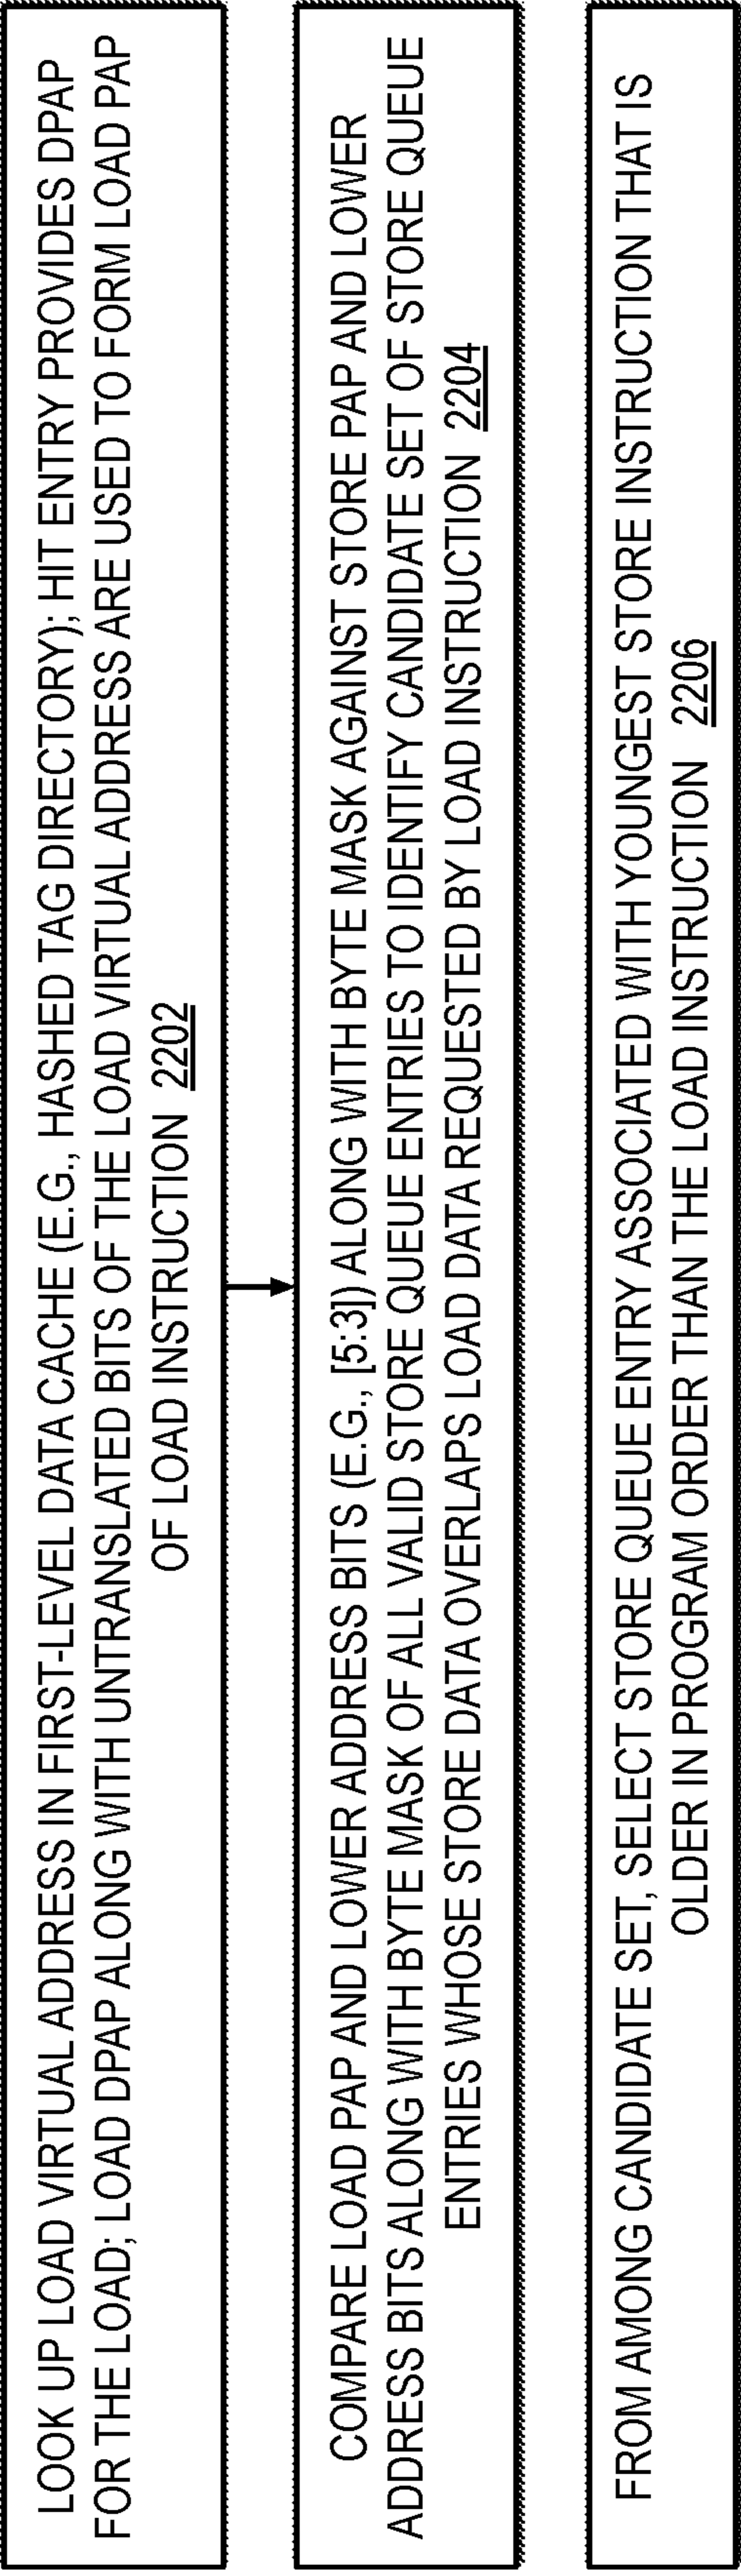 LOOK UP LOAD VIRTUAL ADDRESS IN FIRST-LEVEL DATA CACHE (E.G., HASHED TAG DIRECTORY); HIT ENTRY PROVIDES DPAP
FOR THE LOAD; LOAD DPAP ALONG WITH UNTRANSLATED BITS OF THE LOAD VIRTUAL ADDRESS ARE USED TO FORM LOAD PAP
OF LOAD INSTRUCTION 2202
COMPARE LOAD PAP AND LOWER ADDRESS BITS (E.G., [5:3]) ALONG WITH BYTE MASK AGAINST STORE PAP AND LOWER
ADDRESS BITS ALONG WITH BYTE MASK OF ALL VALID STORE QUEUE ENTRIES TO IDENTIFY CANDIDATE SET OF STORE QUEUE
ENTRIES WHOSE STORE DATA OVERLAPS LOAD DATA REQUESTED BY LOAD INSTRUCTION 2204
FROM AMONG CANDIDATE SET, SELECT STORE QUEUE ENTRY ASSOCIATED WITH YOUNGEST STORE INSTRUCTION THAT IS
OLDER IN PROGRAM ORDER THAN THE LOAD INSTRUCTION 2206